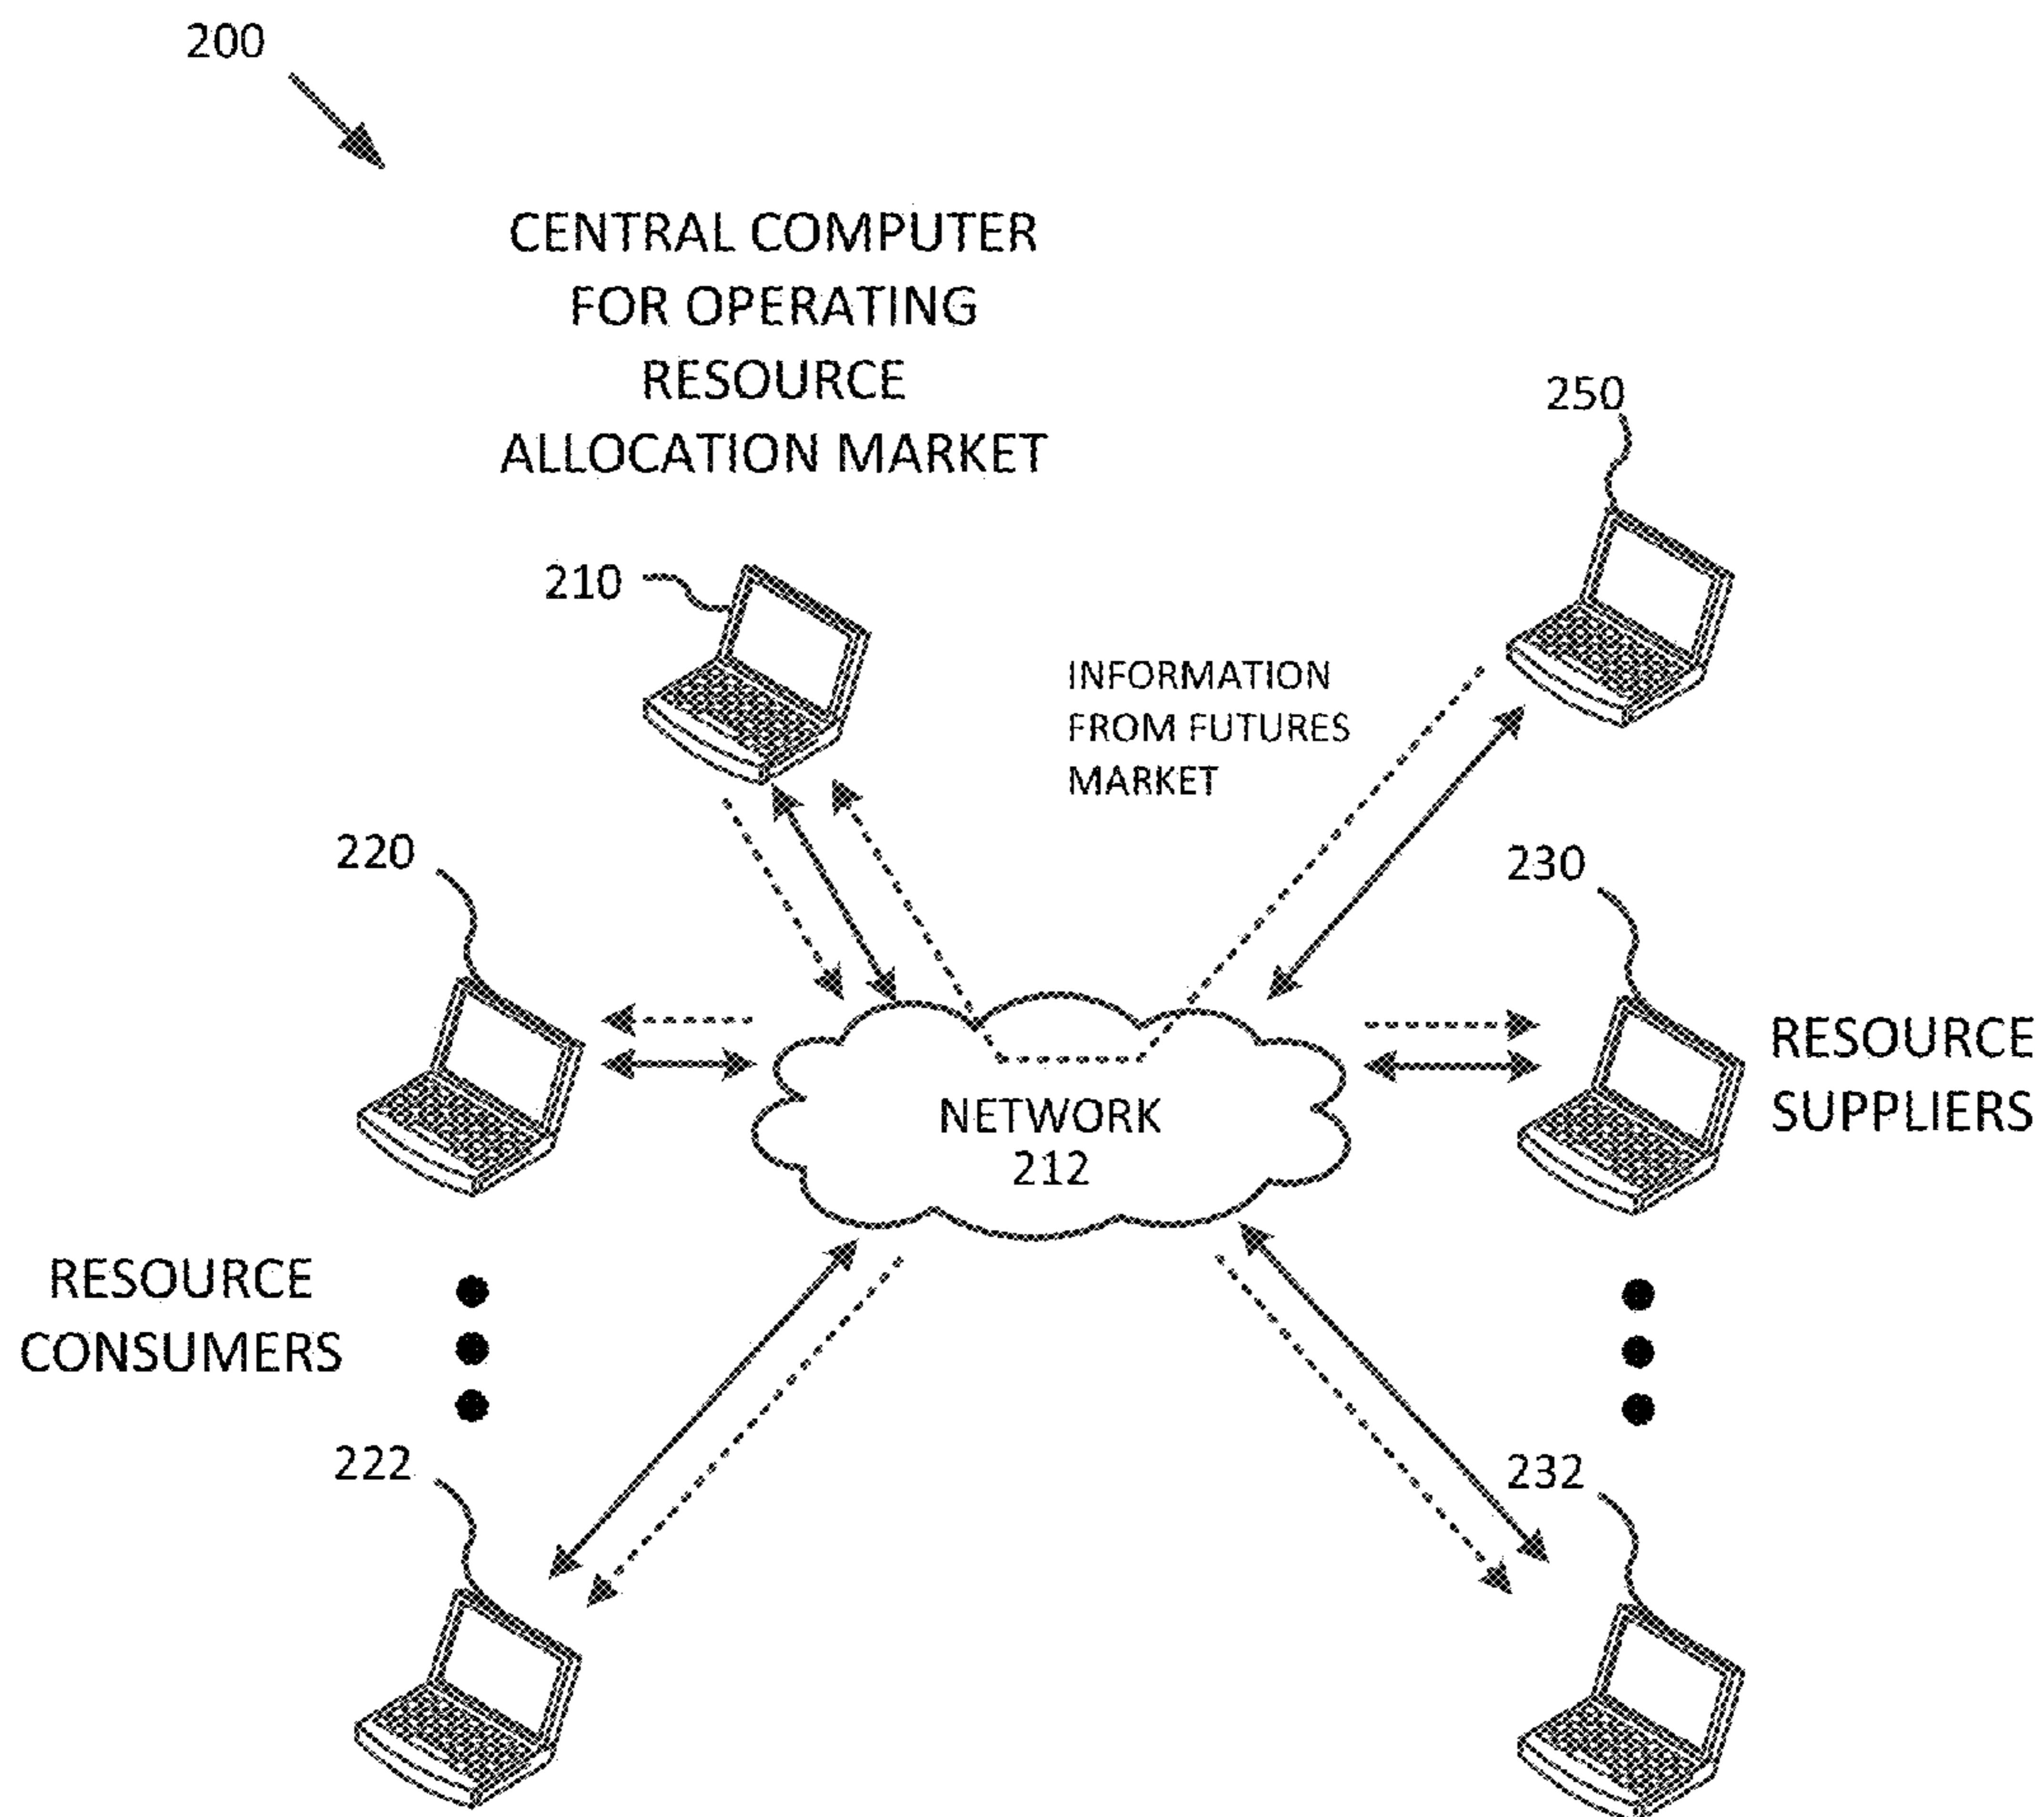 200
CENTRAL COMPUTER
FOR OPERATING
RESOURCE
ALLOCATION MARKET
250
210
INFORMATION
FROM FUTURES
MARKET
220
230
RESOURCE
SUPPLIERS
NETWORK
212
RESOURCE
CONSUMERS
222
232